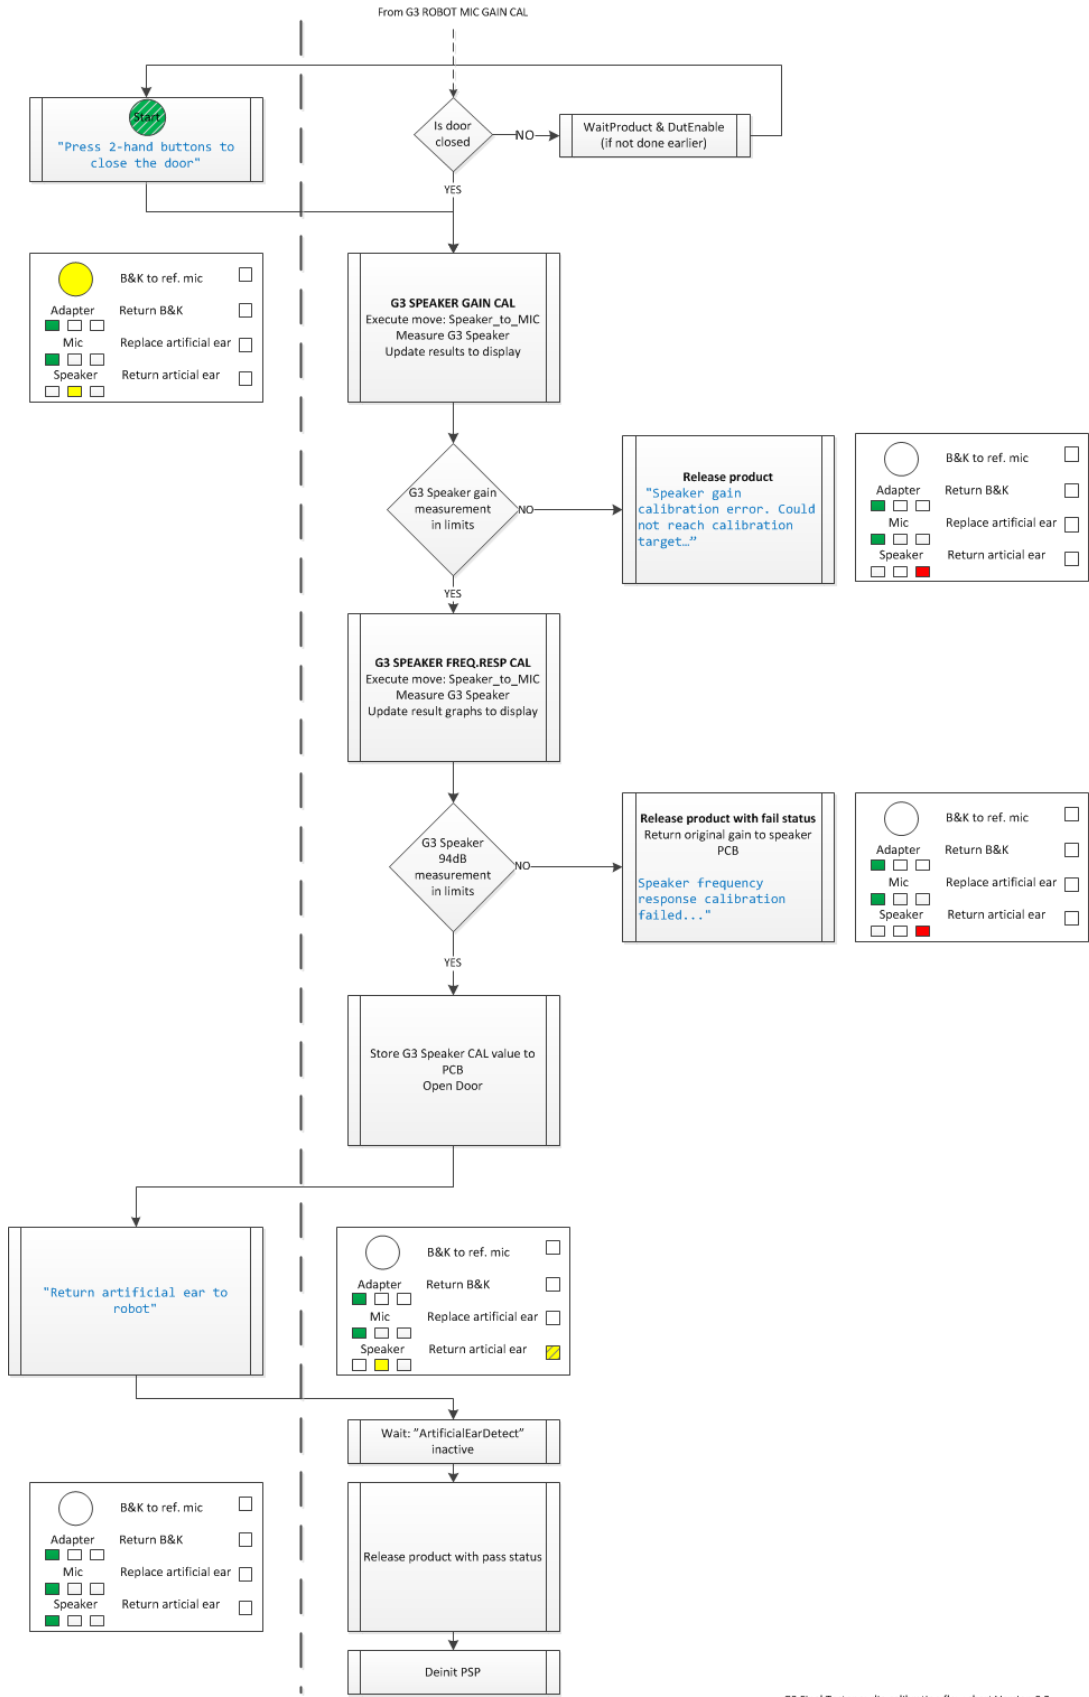 From G3 ROBOT MIC GAIN CAL
Start
"Press 2-hand buttons to
close the door"
Is door
closed
NO
WaitProduct & DutEnable
(if not done earlier)
YES
B&K to ref. mic
Adapter
Return B&K
Mic
Replace artificial ear
Speaker
Return articial ear
G3 SPEAKER GAIN CAL
Execute move: Speaker_to_MIC
Measure G3 Speaker
Update results to display
G3 Speaker gain
measurement
in limits
NO
Release product
"Speaker gain
calibration error. Could
not reach calibration
target…”
B&K to ref. mic
Adapter
Return B&K
Mic
Replace artificial ear
Speaker
Return articial ear
YES
G3 SPEAKER FREQ.RESP CAL
Execute move: Speaker_to_MIC
Measure G3 Speaker
Update result graphs to display
G3 Speaker
94dB
measurement
in limits
NO
Release product with fail status
Return original gain to speaker
PCB
Speaker frequency
response calibration
failed..."
B&K to ref. mic
Adapter
Return B&K
Mic
Replace artificial ear
Speaker
Return articial ear
YES
Store G3 Speaker CAL value to
PCB
Open Door
"Return artificial ear to
robot”
B&K to ref. mic
Adapter
Return B&K
Mic
Replace artificial ear
Speaker
Return articial ear
Wait: ”ArtificialEarDetect”
inactive
B&K to ref. mic
Adapter
Return B&K
Mic
Replace artificial ear
Speaker
Return articial ear
Release product with pass status
Deinit PSP